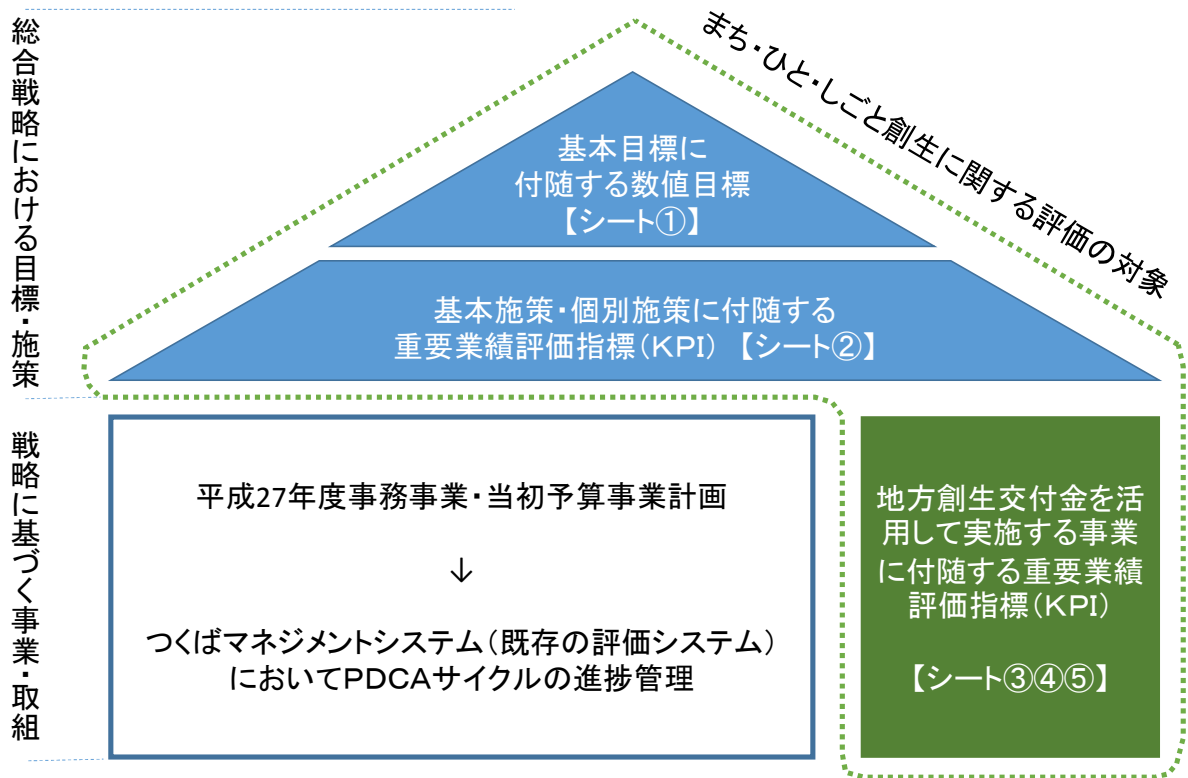 総合戦略における目標・施策
まち・ひと・しごと創生に関する評価の対象
基本目標に
付随する数値目標
【シート①】
基本施策・個別施策に付随する
重要業績評価指標(KPI) 【シート②】
戦略に基づく事業・取組
平成27年度事務事業・当初予算事業計画
↓
つくばマネジメントシステム(既存の評価システム)
においてPDCAサイクルの進捗管理
地方創生交付金を活
用して実施する事業
に付随する重要業績
評価指標(KPI)
【シート③④⑤】